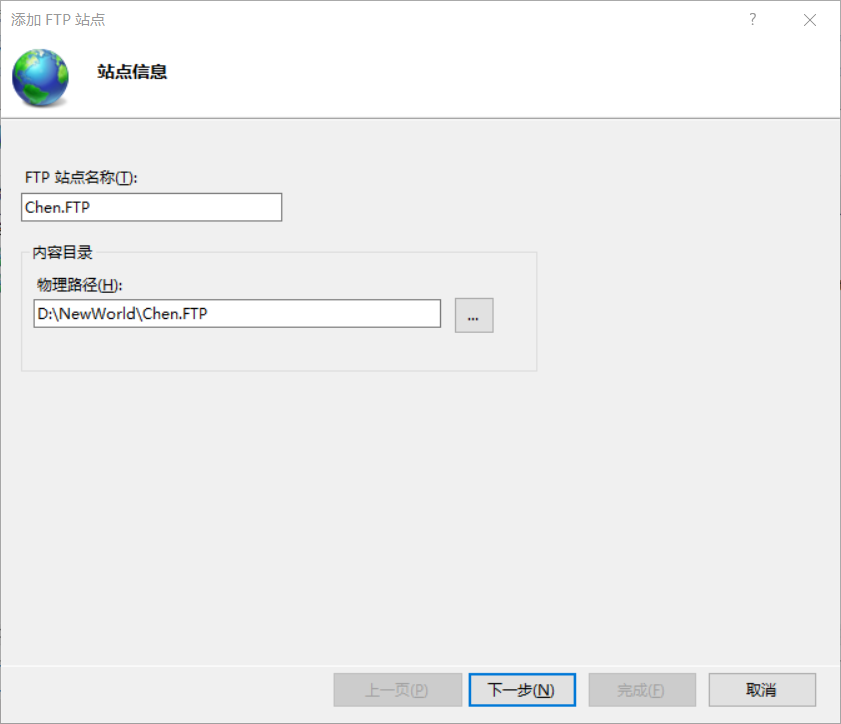 添加 FTP 站点 ?
站点信息
FTP 站点名称(T):
Chen.FTP
内容目录
物理路径(H):
D:\NewWorld\Chen.FTP ...
上一页(P) 下一步(N) 完成(F) 取消